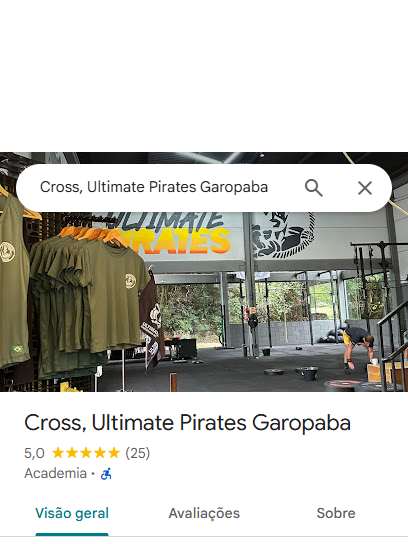 Cross, Ultimate Pirates Garopaba
ULTIMATE
PIRATES
Cross, Ultimate Pirates Garopaba
5,0 ★★★★★ (25)
Academia ·
Visão geral
Avaliações
Sobre